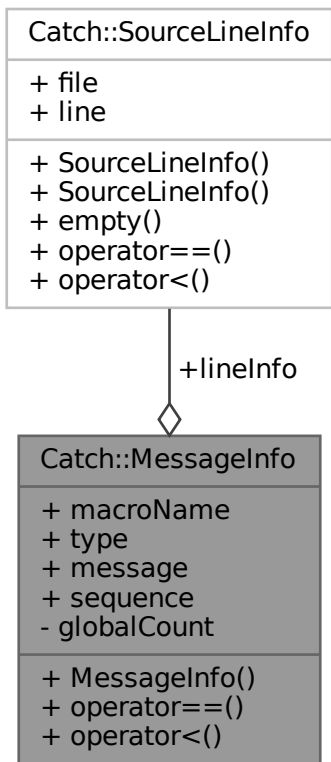 Catch::SourceLineInfo
+ file
+ line
+ SourceLineInfo()
+ SourceLineInfo()
+ empty()
+ operator==()
+ operator<()
+lineInfo
Catch::MessageInfo
+ macroName
+ type
+ message
+ sequence
- globalCount
+ MessageInfo()
+ operator==()
+ operator<()